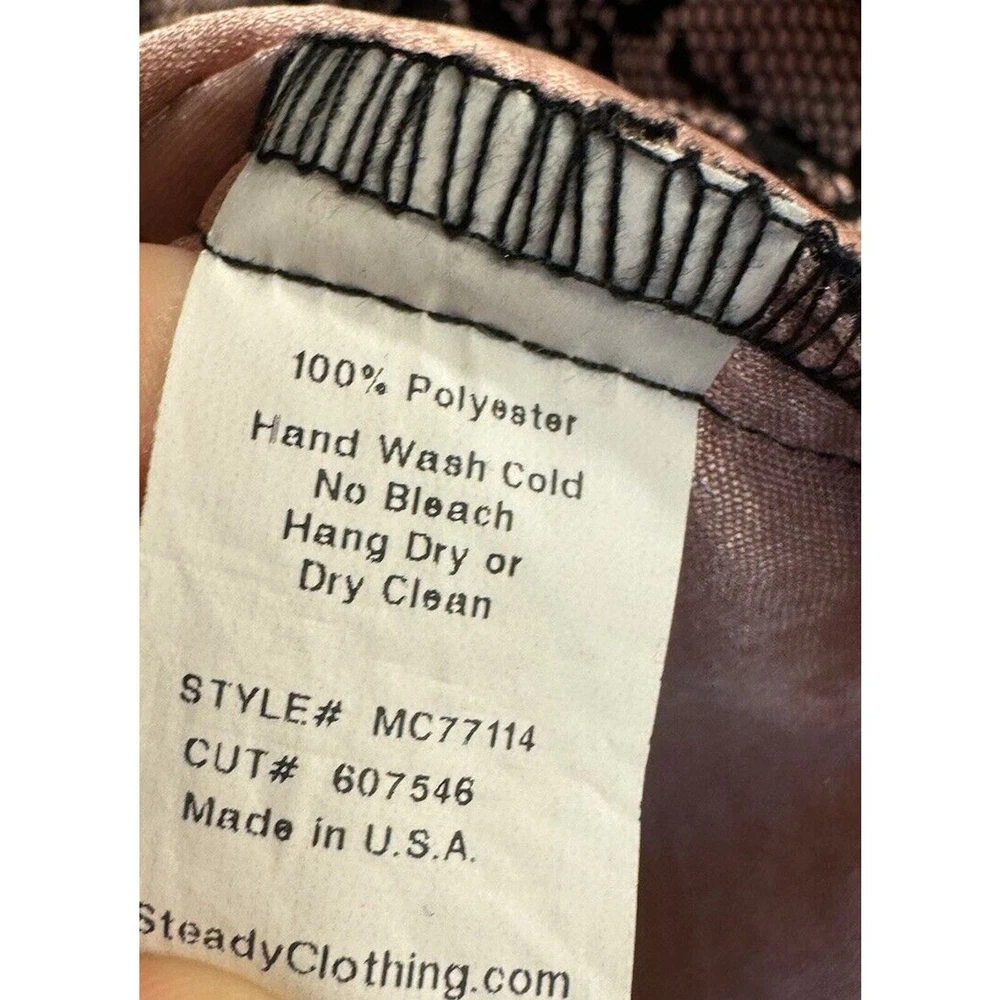 100% Polyester
Hand Wash Cold
No Bleach
Hang Dry or
Dry Clean
STYLE# MC77114
CUT# 607546
Made in U.S.A.
SteadyClothing.com